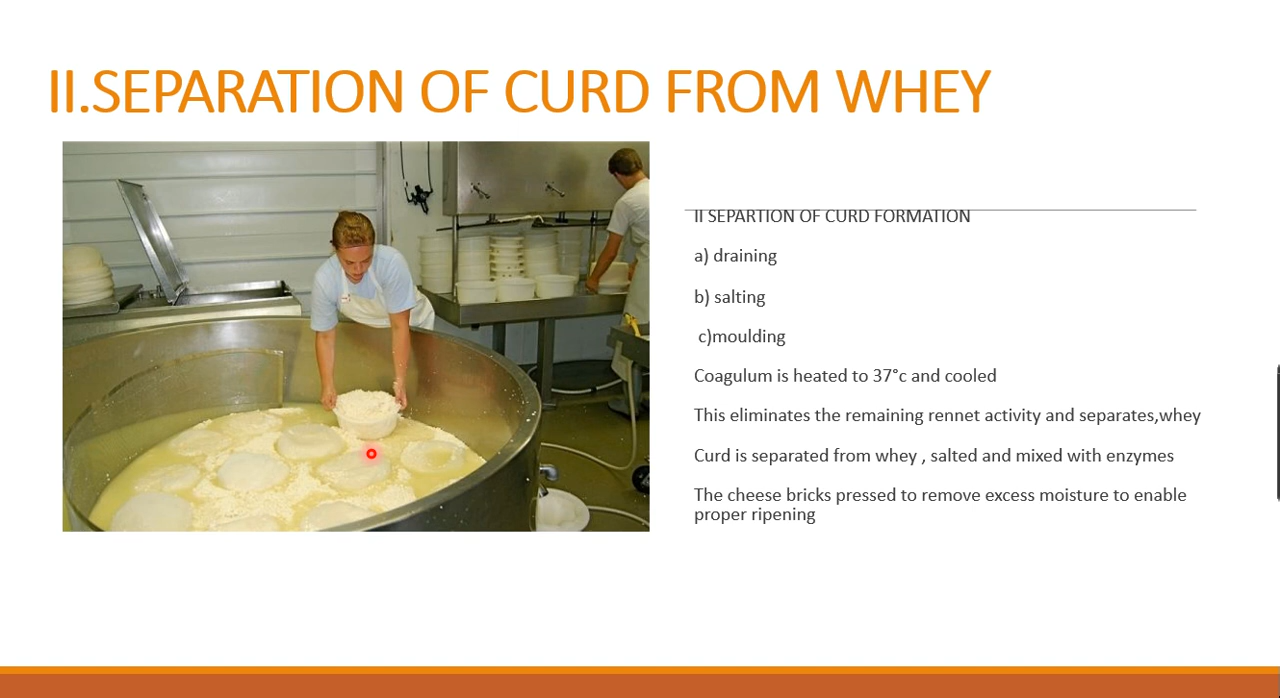 II.SEPARATION OF CURD FROM WHEY
II SEPARTION OF CURD FORMATION
a) draining
b) salting
c)moulding
Coagulum is heated to 37°c and cooled
This eliminates the remaining rennet activity and separates,whey
Curd is separated from whey , salted and mixed with enzymes
The cheese bricks pressed to remove excess moisture to enable
proper ripening